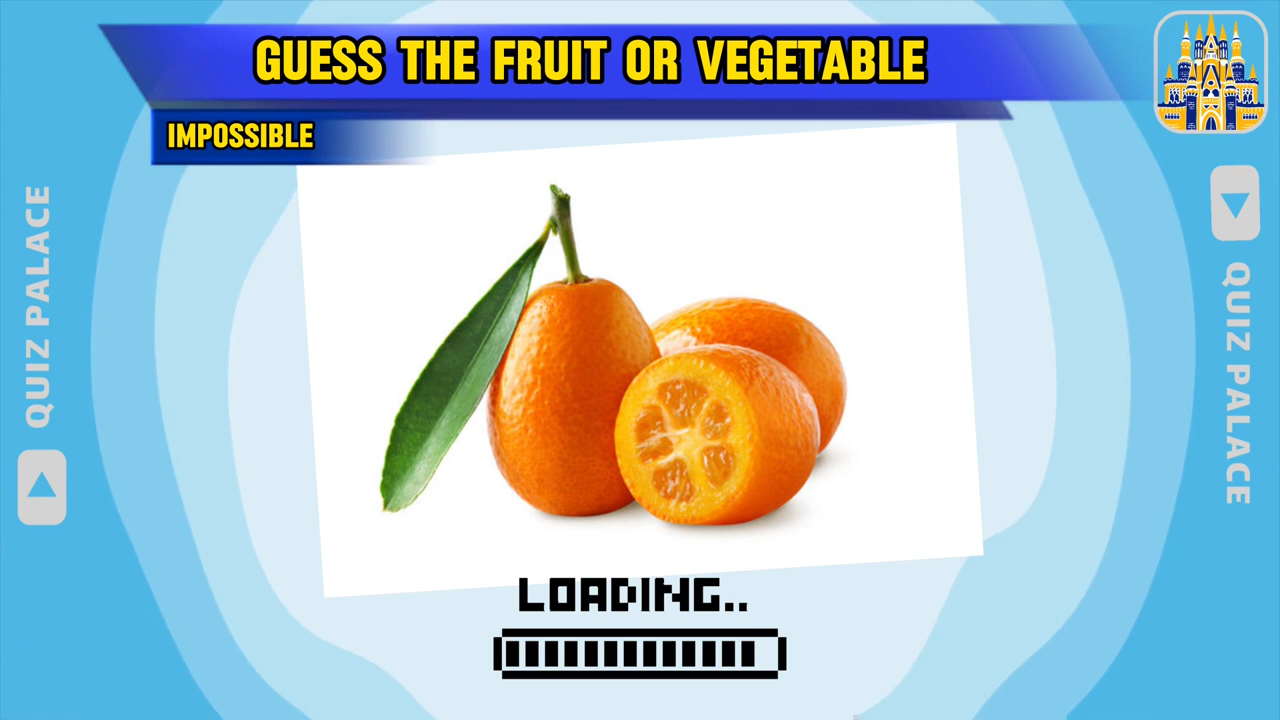 GUESS THE FRUIT OR VEGETABLE
IMPOSSIBLE
QUIZ PALACE
QUIZ PALACE
LOADING..